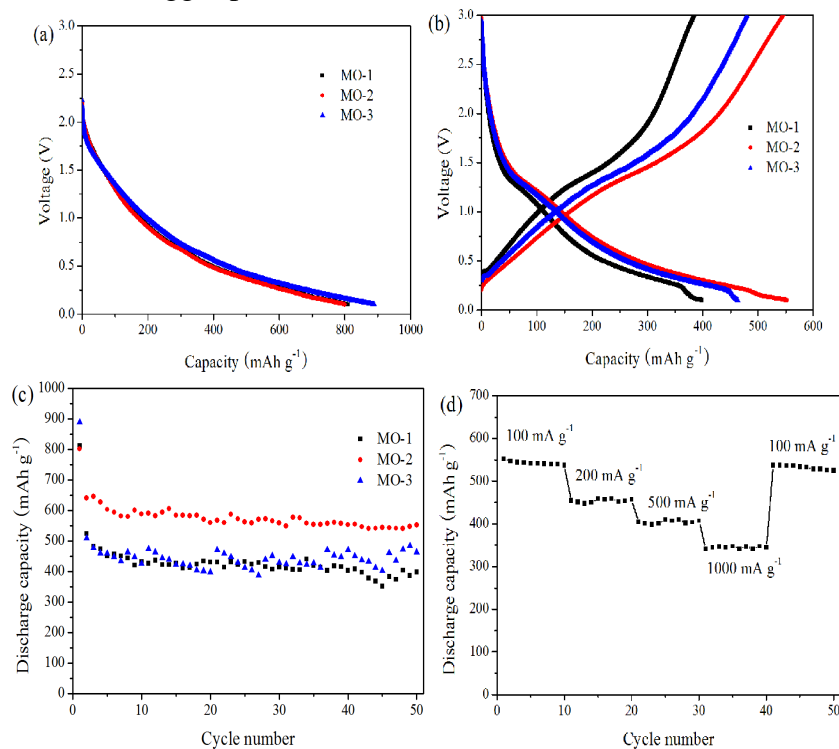 (a)
3.0
2.5
2.0
1.5
1.0
0.5
0.0
Voltage (V)
MO-1
MO-2
MO-3
0 200 400 600 800 1000
Capacity (mAh g⁻¹)
(b)
3.0
2.5
2.0
1.5
1.0
0.5
0.0
Voltage (V)
MO-1
MO-2
MO-3
0 100 200 300 400 500 600
Capacity (mAh g⁻¹)
(c)
1000
900
800
700
600
500
400
300
200
100
0
Discharge capacity (mAh g⁻¹)
MO-1
MO-2
MO-3
0 10 20 30 40 50
Cycle number
(d)
700
600
500
400
300
200
100
0
Discharge capacity (mAh g⁻¹)
100 mA g⁻¹
200 mA g⁻¹
500 mA g⁻¹
1000 mA g⁻¹
100 mA g⁻¹
0 10 20 30 40 50
Cycle number